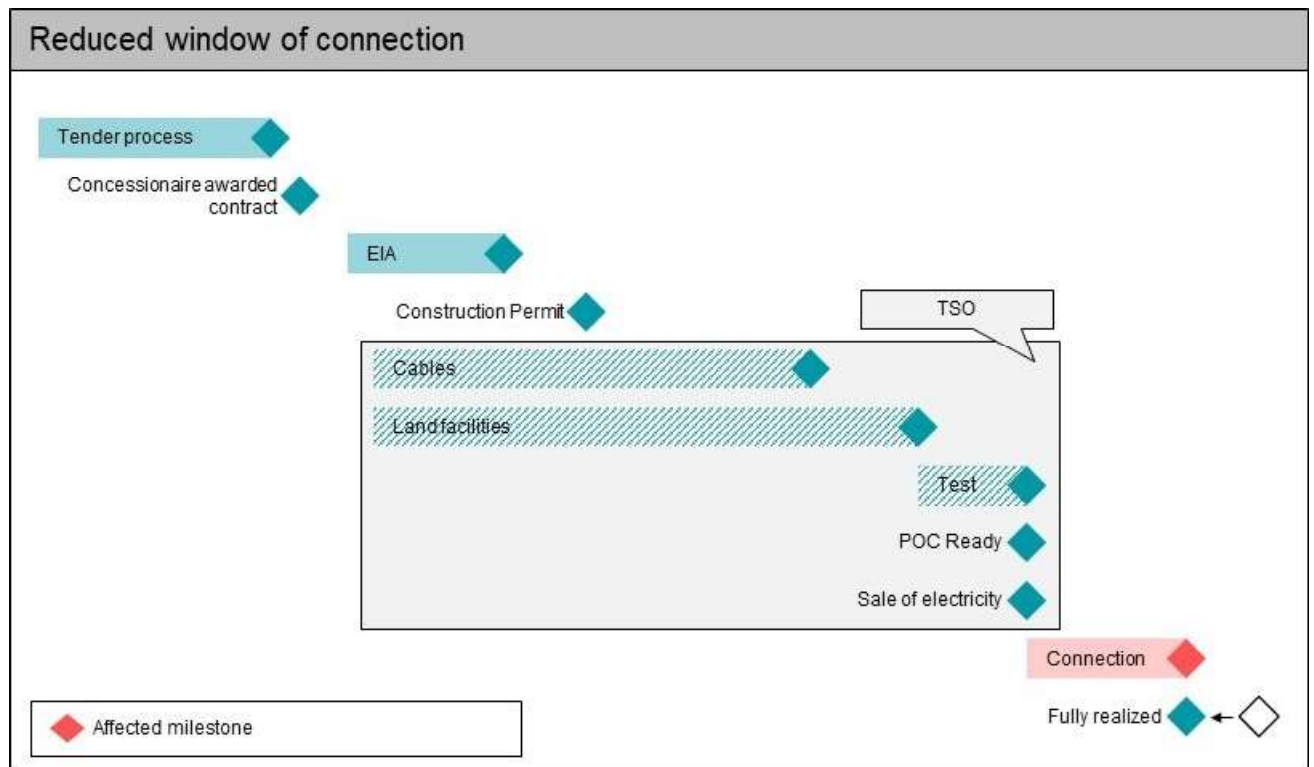 Reduced window of connection
Tender process
Concessionaire awarded
contract
EIA
Construction Permit
TSO
Cables
Land facilities
Test
POC Ready
Sale of electricity
Connection
Fully realized
Affected milestone